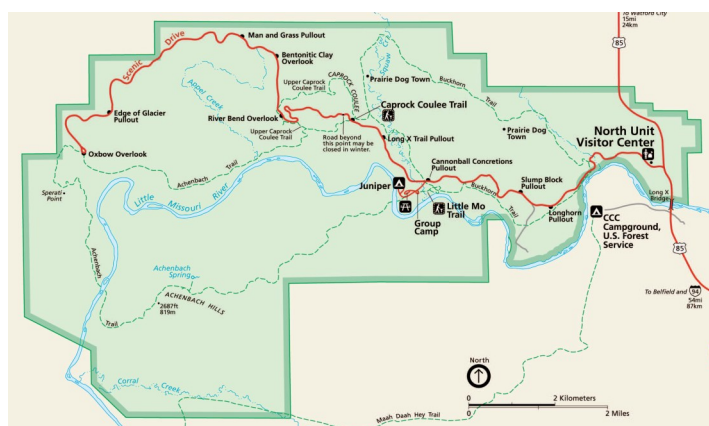 To Watford City
15mi
24km
85
Man and Grass Pullout
Scenic Drive
Bentonitic Clay
Overlook
Squaw Crk
Appel Creek
Upper Caprock
Coulee Trail
CAPROCK COULEE
Prairie Dog Town
Buckhorn
Trail
Edge of Glacier
Pullout
River Bend Overlook
Caprock Coulee Trail
Upper Caprock
Coulee Trail
Road beyond
this point may be
closed in winter.
Long X Trail Pullout
Prairie Dog
Town
North Unit
Visitor Center
Oxbow Overlook
Achenbach Trail
Sperati
Point
Cannonball Concretions
Pullout
Juniper
Little Missouri River
Buckhorn
Trail
Slump Block
Pullout
Little Mo
Trail
Group
Camp
Longhorn
Pullout
Long X
Bridge
CCC
Campground,
U.S. Forest
Service
85
Achenbach
Trail
Achenbach
Spring
ACHENBACH HILLS
2687ft
819m
To Belfield and 94
54mi
87km
North
Corral Creek
Maah Daah Hey Trail
0 2 Kilometers
0 2 Miles